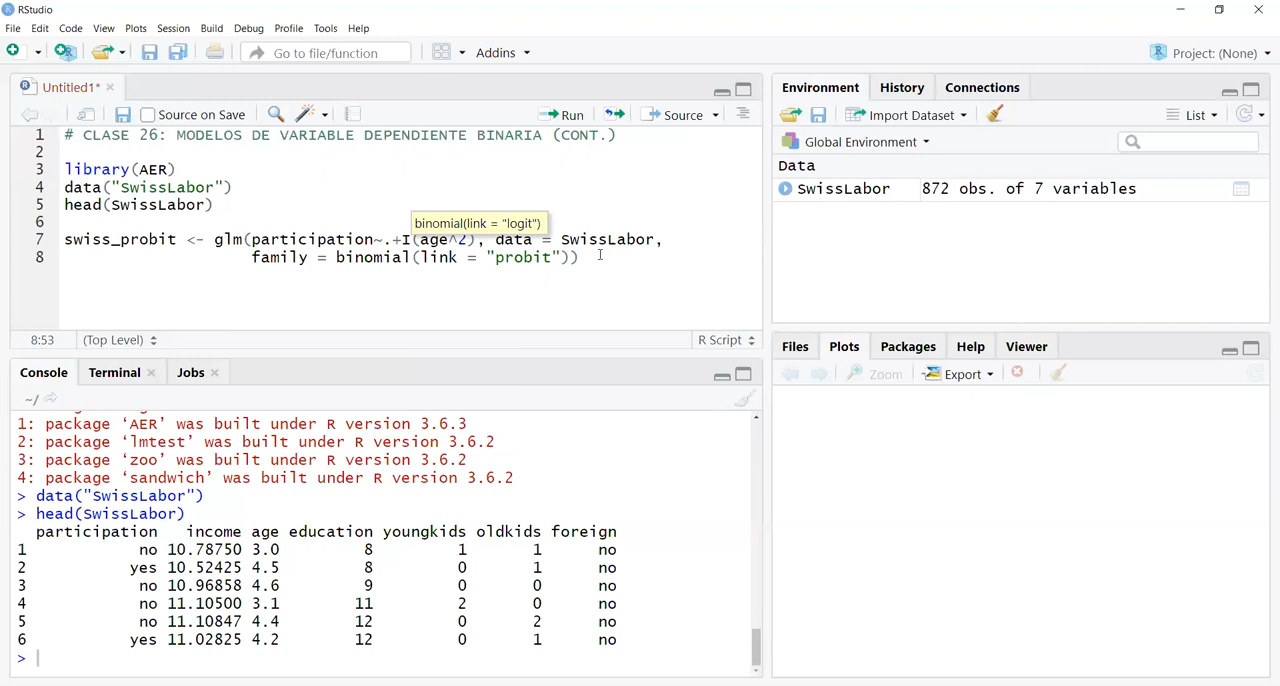 RStudio
File Edit Code View Plots Session Build Debug Profile Tools Help
Go to file/function Addins Project: (None)
Untitled1*
Source on Save Run Source
1 # CLASE 26: MODELOS DE VARIABLE DEPENDIENTE BINARIA (CONT.)
2
3 library(AER)
4 data("SwissLabor")
5 head(SwissLabor)
6
binomial(link = "logit")
7 swiss_probit <- glm(participation~.+I(age^2), data = SwissLabor,
8 family = binomial(link = "probit"))
8:53 (Top Level) R Script
Console Terminal Jobs
~/
1: package ‘AER’ was built under R version 3.6.3
2: package ‘lmtest’ was built under R version 3.6.2
3: package ‘zoo’ was built under R version 3.6.2
4: package ‘sandwich’ was built under R version 3.6.2
> data("SwissLabor")
> head(SwissLabor)
participation income age education youngkids oldkids foreign
1 no 10.78750 3.0 8 1 1 no
2 yes 10.52425 4.5 8 0 1 no
3 no 10.96858 4.6 9 0 0 no
4 no 11.10500 3.1 11 2 0 no
5 no 11.10847 4.4 12 0 2 no
6 yes 11.02825 4.2 12 0 1 no
>
Environment History Connections
Import Dataset List
Global Environment
Data
SwissLabor 872 obs. of 7 variables
Files Plots Packages Help Viewer
Zoom Export